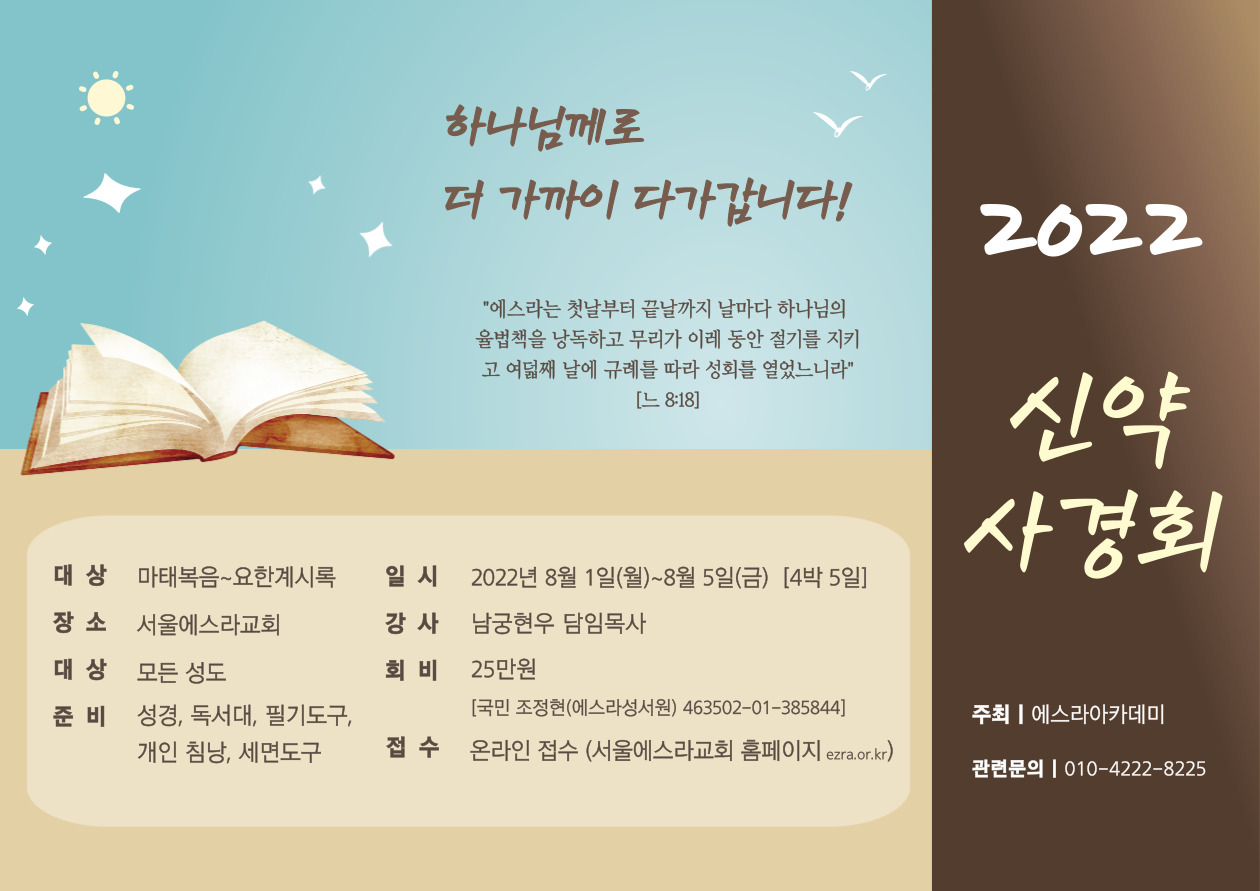 하나님께로
더 가까이 다가갑니다!
"에스라는 첫날부터 끝날까지 날마다 하나님의
율법책을 낭독하고 무리가 이레 동안 절기를 지키
고 여덟째 날에 규례를 따라 성회를 열었느니라"
[느 8:18]
대 상 마태복음~요한계시록
장 소 서울에스라교회
대 상 모든 성도
준 비 성경, 독서대, 필기도구,
개인 침낭, 세면도구
일 시 2022년 8월 1일(월)~8월 5일(금) [4박 5일]
강 사 남궁현우 담임목사
회 비 25만원
[국민 조정현(에스라성서원) 463502-01-385844]
접 수 온라인 접수 (서울에스라교회 홈페이지 ezra.or.kr)
2022
신약
사경회
주최 | 에스라아카데미
관련문의 | 010-4222-8225